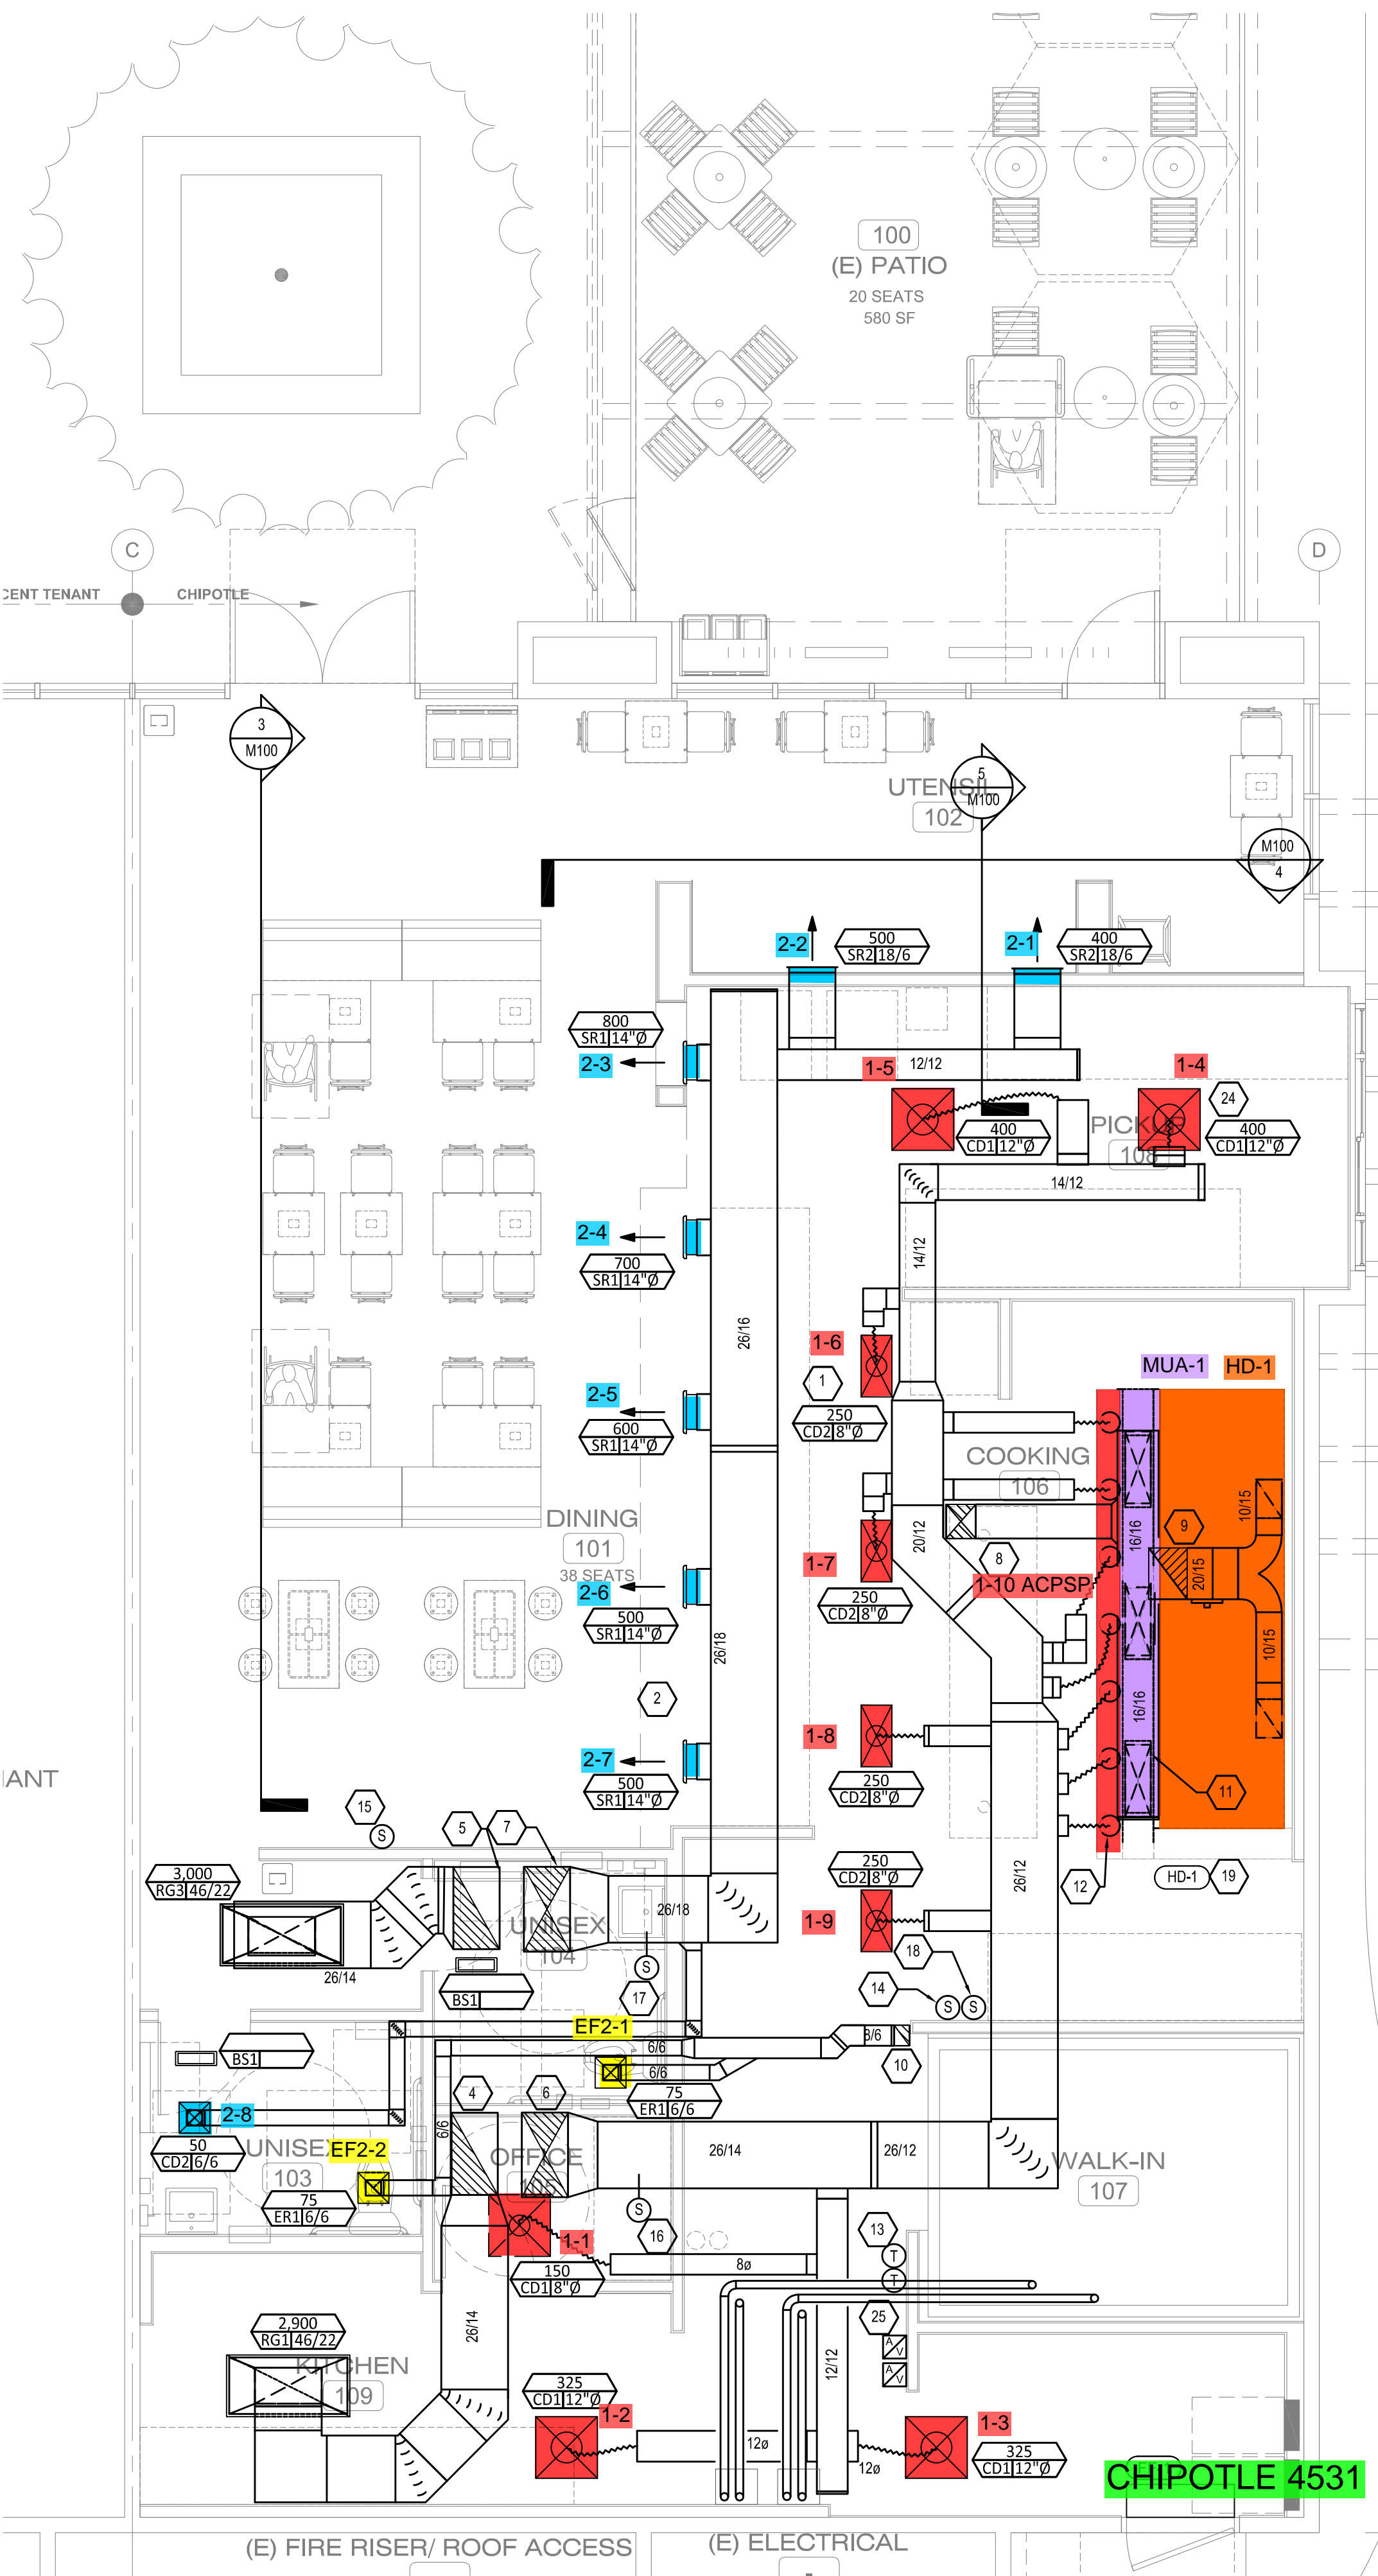 100
(E) PATIO
20 SEATS
580 SF
C
D
CENT TENANT
CHIPOTLE
3
M100
UTENSIL
102
5
M100
M100
4
2-2
500
SR2 18/6
2-1
400
SR2 18/6
800
SR1 14"Ø
2-3
12/12
1-5
1-4
24
400
CD1 12"Ø
PICKUP
108
400
CD1 12"Ø
14/12
2-4
700
SR1 14"Ø
14/12
26/16
1-6
1
250
CD2 8"Ø
MUA-1
HD-1
2-5
600
SR1 14"Ø
COOKING
106
DINING
101
38 SEATS
20/12
16/16
9
10/15
8
1-7
250
CD2 8"Ø
1-10 ACPSP
20/15
10/15
2-6
500
SR1 14"Ø
26/18
2
16/16
1-8
250
CD2 8"Ø
2-7
500
SR1 14"Ø
11
IANT
15
S
5
7
3,000
RG3 46/22
250
CD2 8"Ø
26/12
12
HD-1
19
UNISEX
104
26/18
1-9
26/14
S
17
BS1
18
14
S
S
EF2-1
BS1
6/6
8/6
10
6/6
4
6
75
ER1 6/6
2-8
50
CD2 6/6
UNISEX
103
EF2-2
6/6
OFFICE
105
26/14
26/12
WALK-IN
107
75
ER1 6/6
S
16
13
T
T
1-1
8ø
150
CD1 8"Ø
25
A
V
A
V
2,900
RG1 46/22
KITCHEN
109
26/14
12/12
325
CD1 12"Ø
1-2
12ø
12ø
1-3
325
CD1 12"Ø
CHIPOTLE 4531
(E) FIRE RISER/ ROOF ACCESS
(E) ELECTRICAL